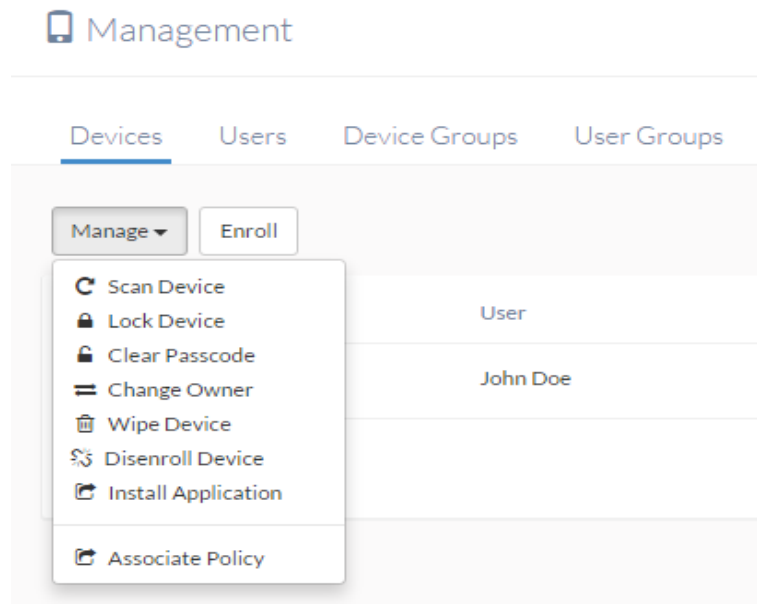 Management
Devices Users Device Groups User Groups
Manage Enroll
Scan Device
User
Lock Device
Clear Passcode
Change Owner
John Doe
Wipe Device
Disenroll Device
Install Application
Associate Policy